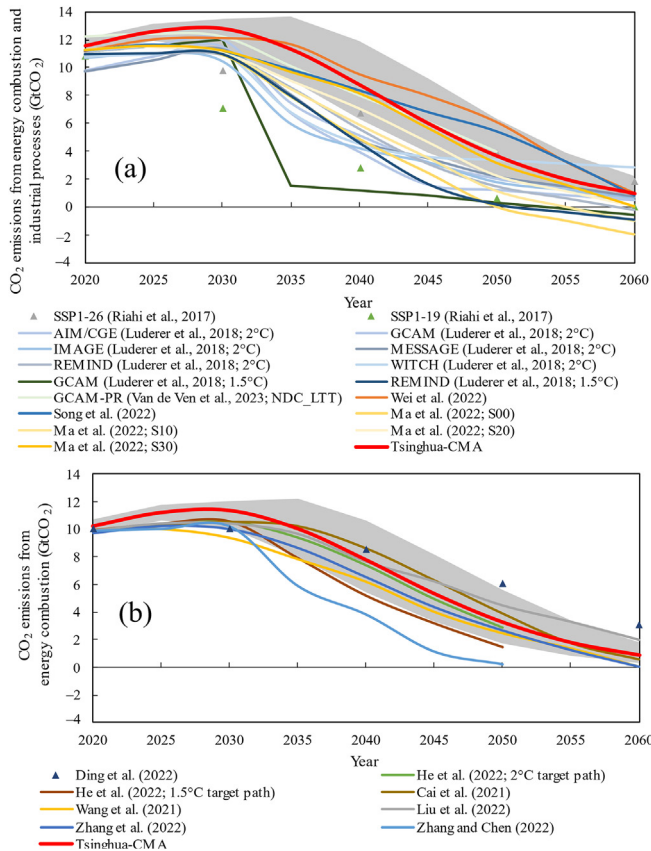 CO2 emissions from energy combustion and
industrial processes (GtCO2)
14
12
10
8
6
4
2
0
−2
−4
(a)
2020 2025 2030 2035 2040 2045 2050 2055 2060
Year
SSP1-26 (Riahi et al., 2017) SSP1-19 (Riahi et al., 2017)
AIM/CGE (Luderer et al., 2018; 2°C) GCAM (Luderer et al., 2018; 2°C)
IMAGE (Luderer et al., 2018; 2°C) MESSAGE (Luderer et al., 2018; 2°C)
REMIND (Luderer et al., 2018; 2°C) WITCH (Luderer et al., 2018; 2°C)
GCAM (Luderer et al., 2018; 1.5°C) REMIND (Luderer et al., 2018; 1.5°C)
GCAM-PR (Van de Ven et al., 2023; NDC_LTT) Wei et al. (2022)
Song et al. (2022) Ma et al. (2022; S00)
Ma et al. (2022; S10) Ma et al. (2022; S20)
Ma et al. (2022; S30) Tsinghua-CMA
CO2 emissions from
energy combustion (GtCO2)
14
12
10
8
6
4
2
0
−2
−4
(b)
2020 2025 2030 2035 2040 2045 2050 2055 2060
Year
Ding et al. (2022) He et al. (2022; 2°C target path)
He et al. (2022; 1.5°C target path) Cai et al. (2021)
Wang et al. (2021) Liu et al. (2022)
Zhang et al. (2022) Zhang and Chen (2022)
Tsinghua-CMA